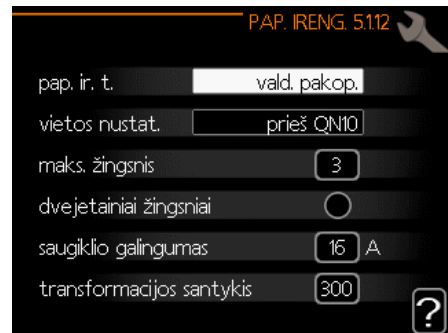 PAP. IRENG. 5.1.12
pap. ir. t. vald. pakop.
vietos nustat. prieš QN10
maks. žingsnis 3
dvejetainiai žingsniai
saugiklio galingumas 16 A
transformacijos santykis 300
?